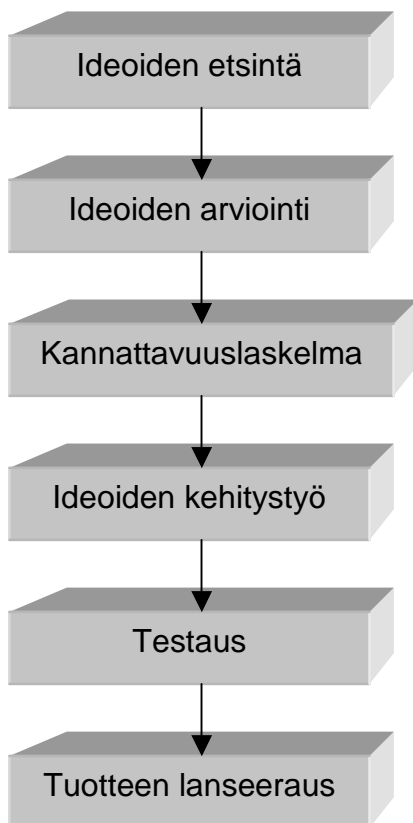 Ideoiden etsintä
Ideoiden arviointi
Kannattavuuslaskelma
Ideoiden kehitystyö
Testaus
Tuotteen lanseeraus